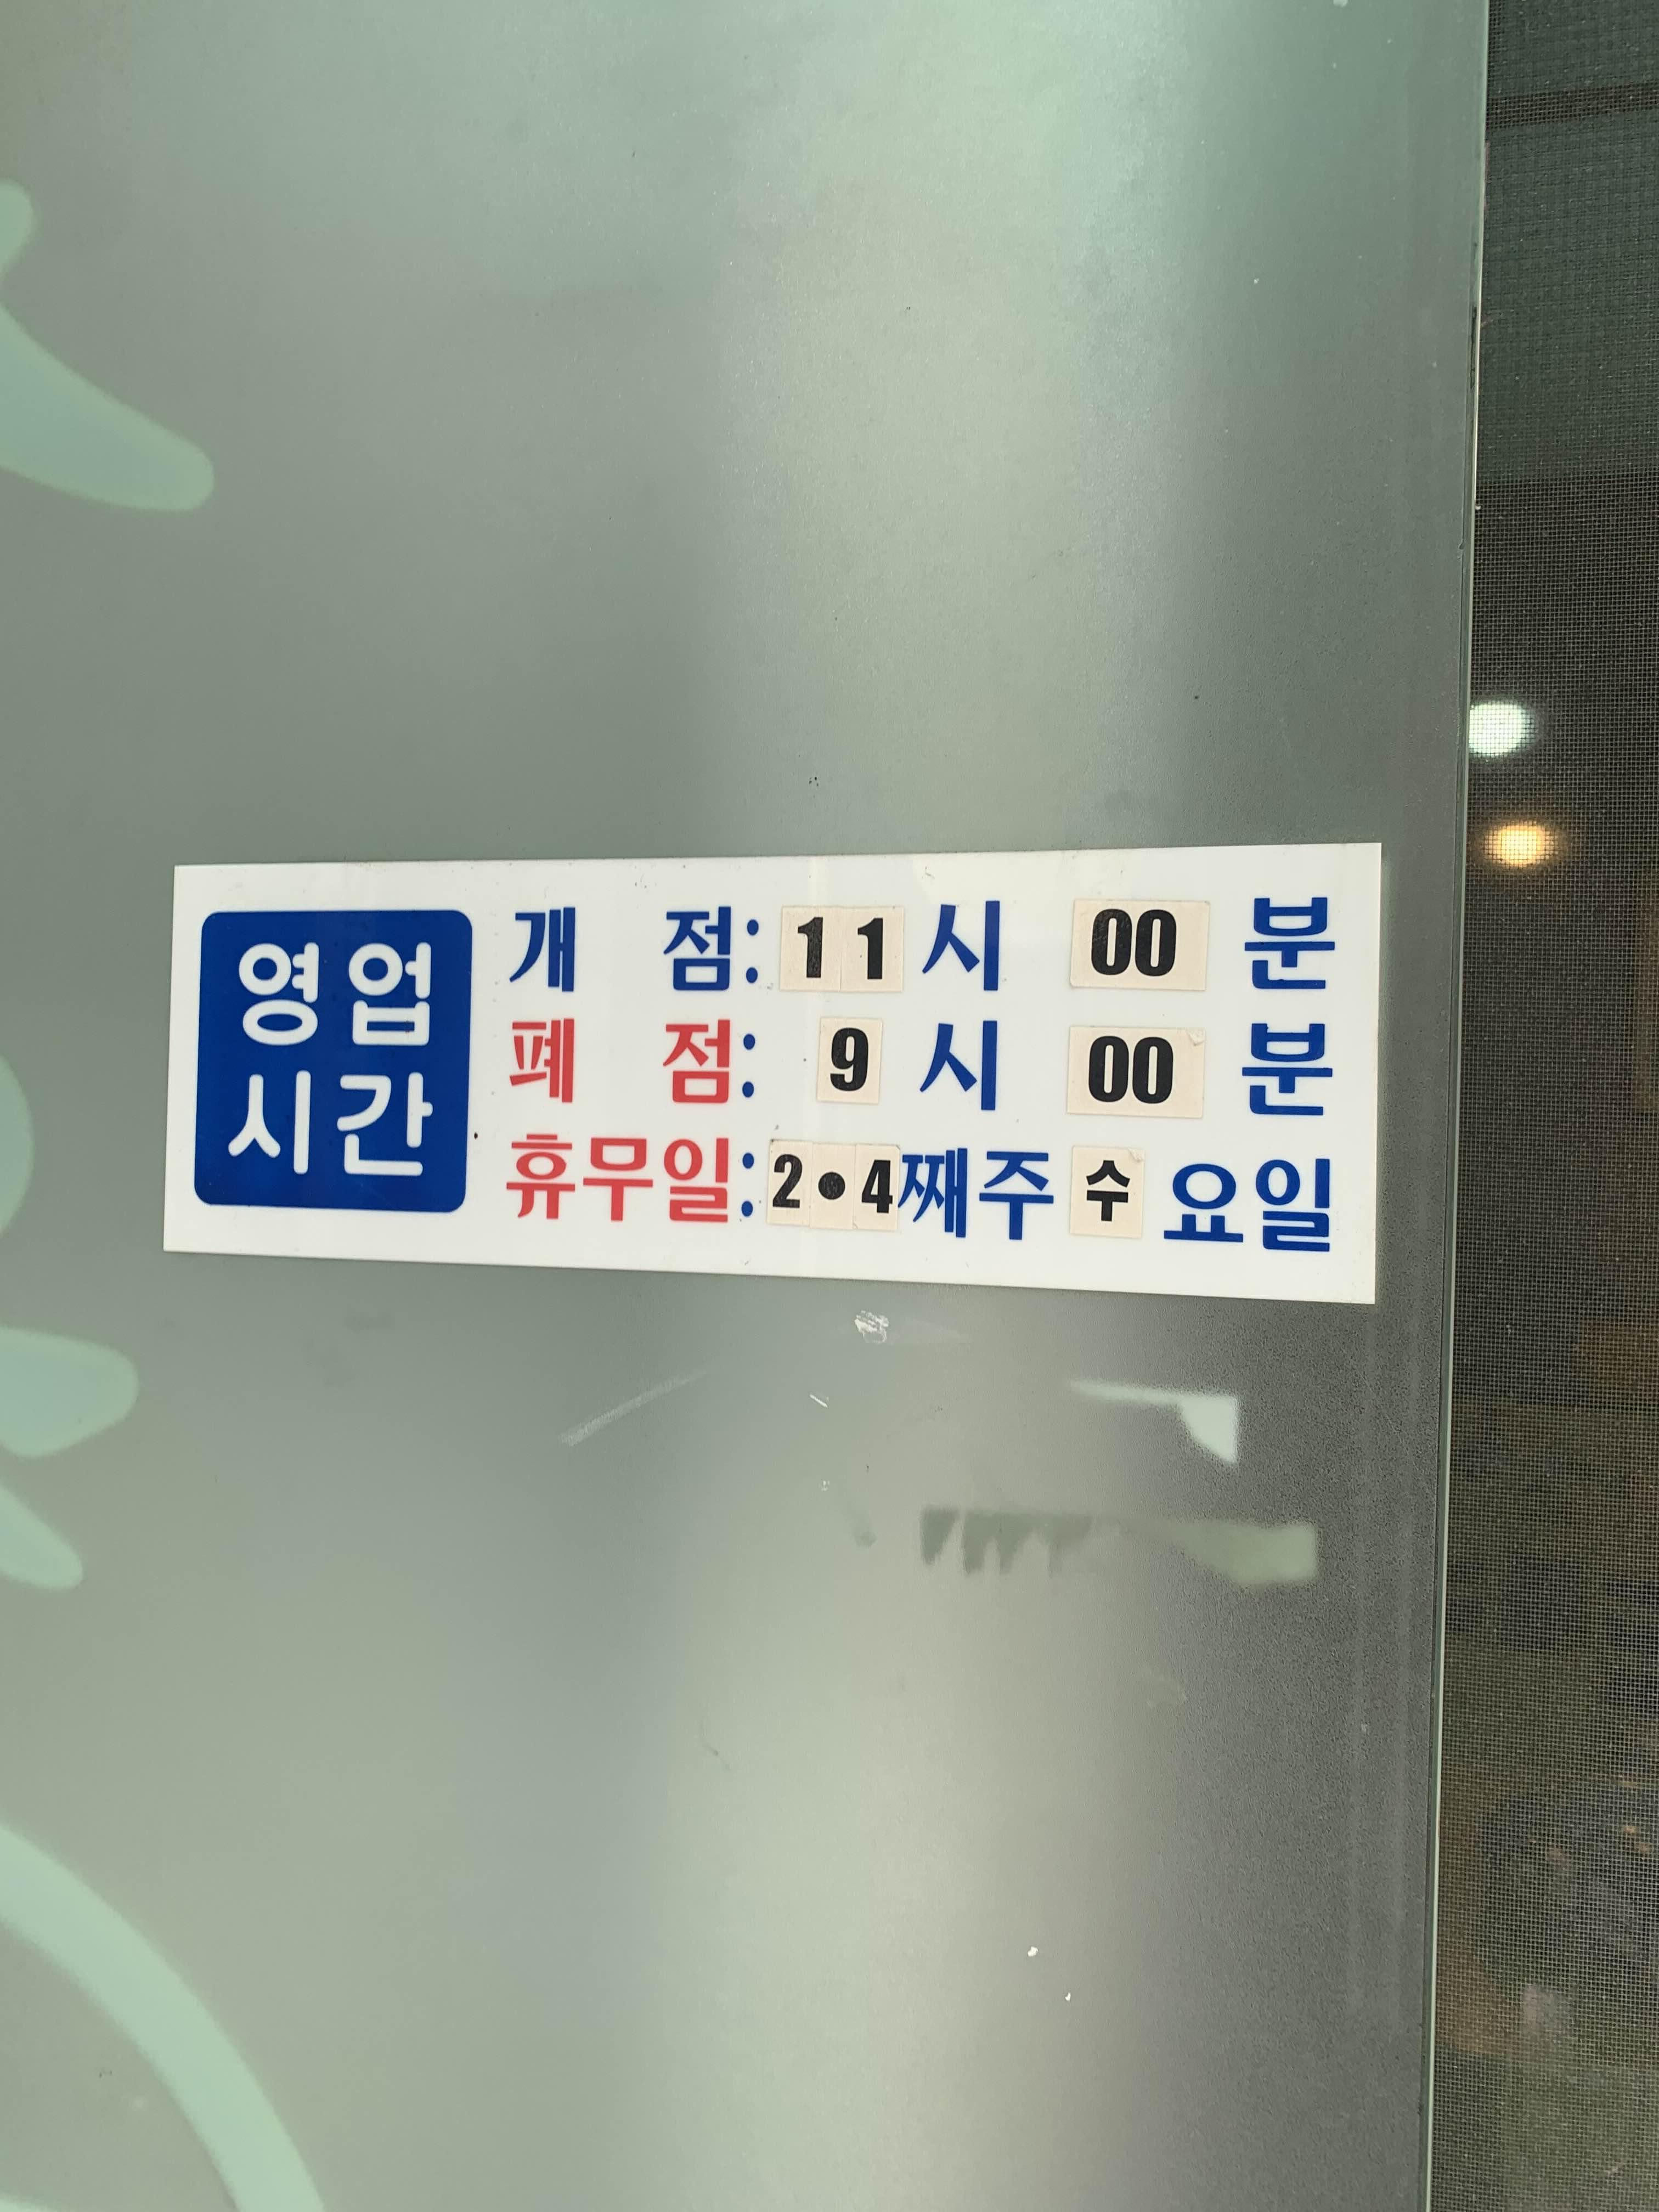 영업
시간
개 점: 11 시 00 분
폐 점: 9 시 00 분
휴무일: 2•4째주 수 요일